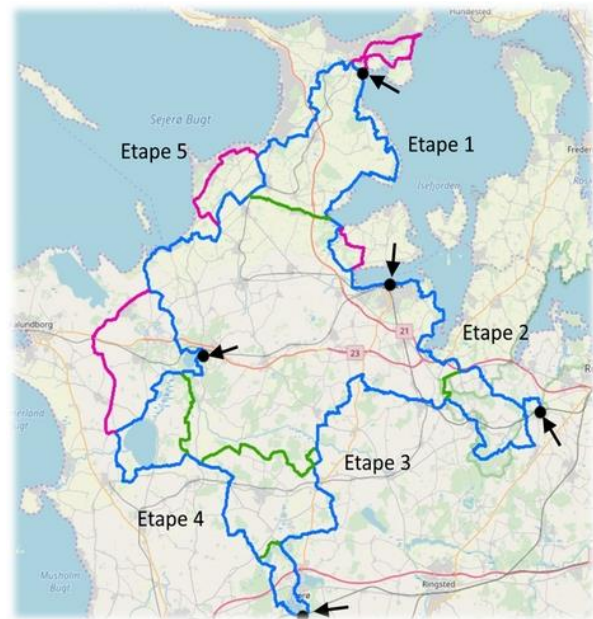 Hundested
Sejerø Bugt
Etape 5
Etape 1
Isefjorden
Frede
Etape 2
21
23
alundborg
Etape 3
Etape 4
Musholm
Bugt
Ringsted